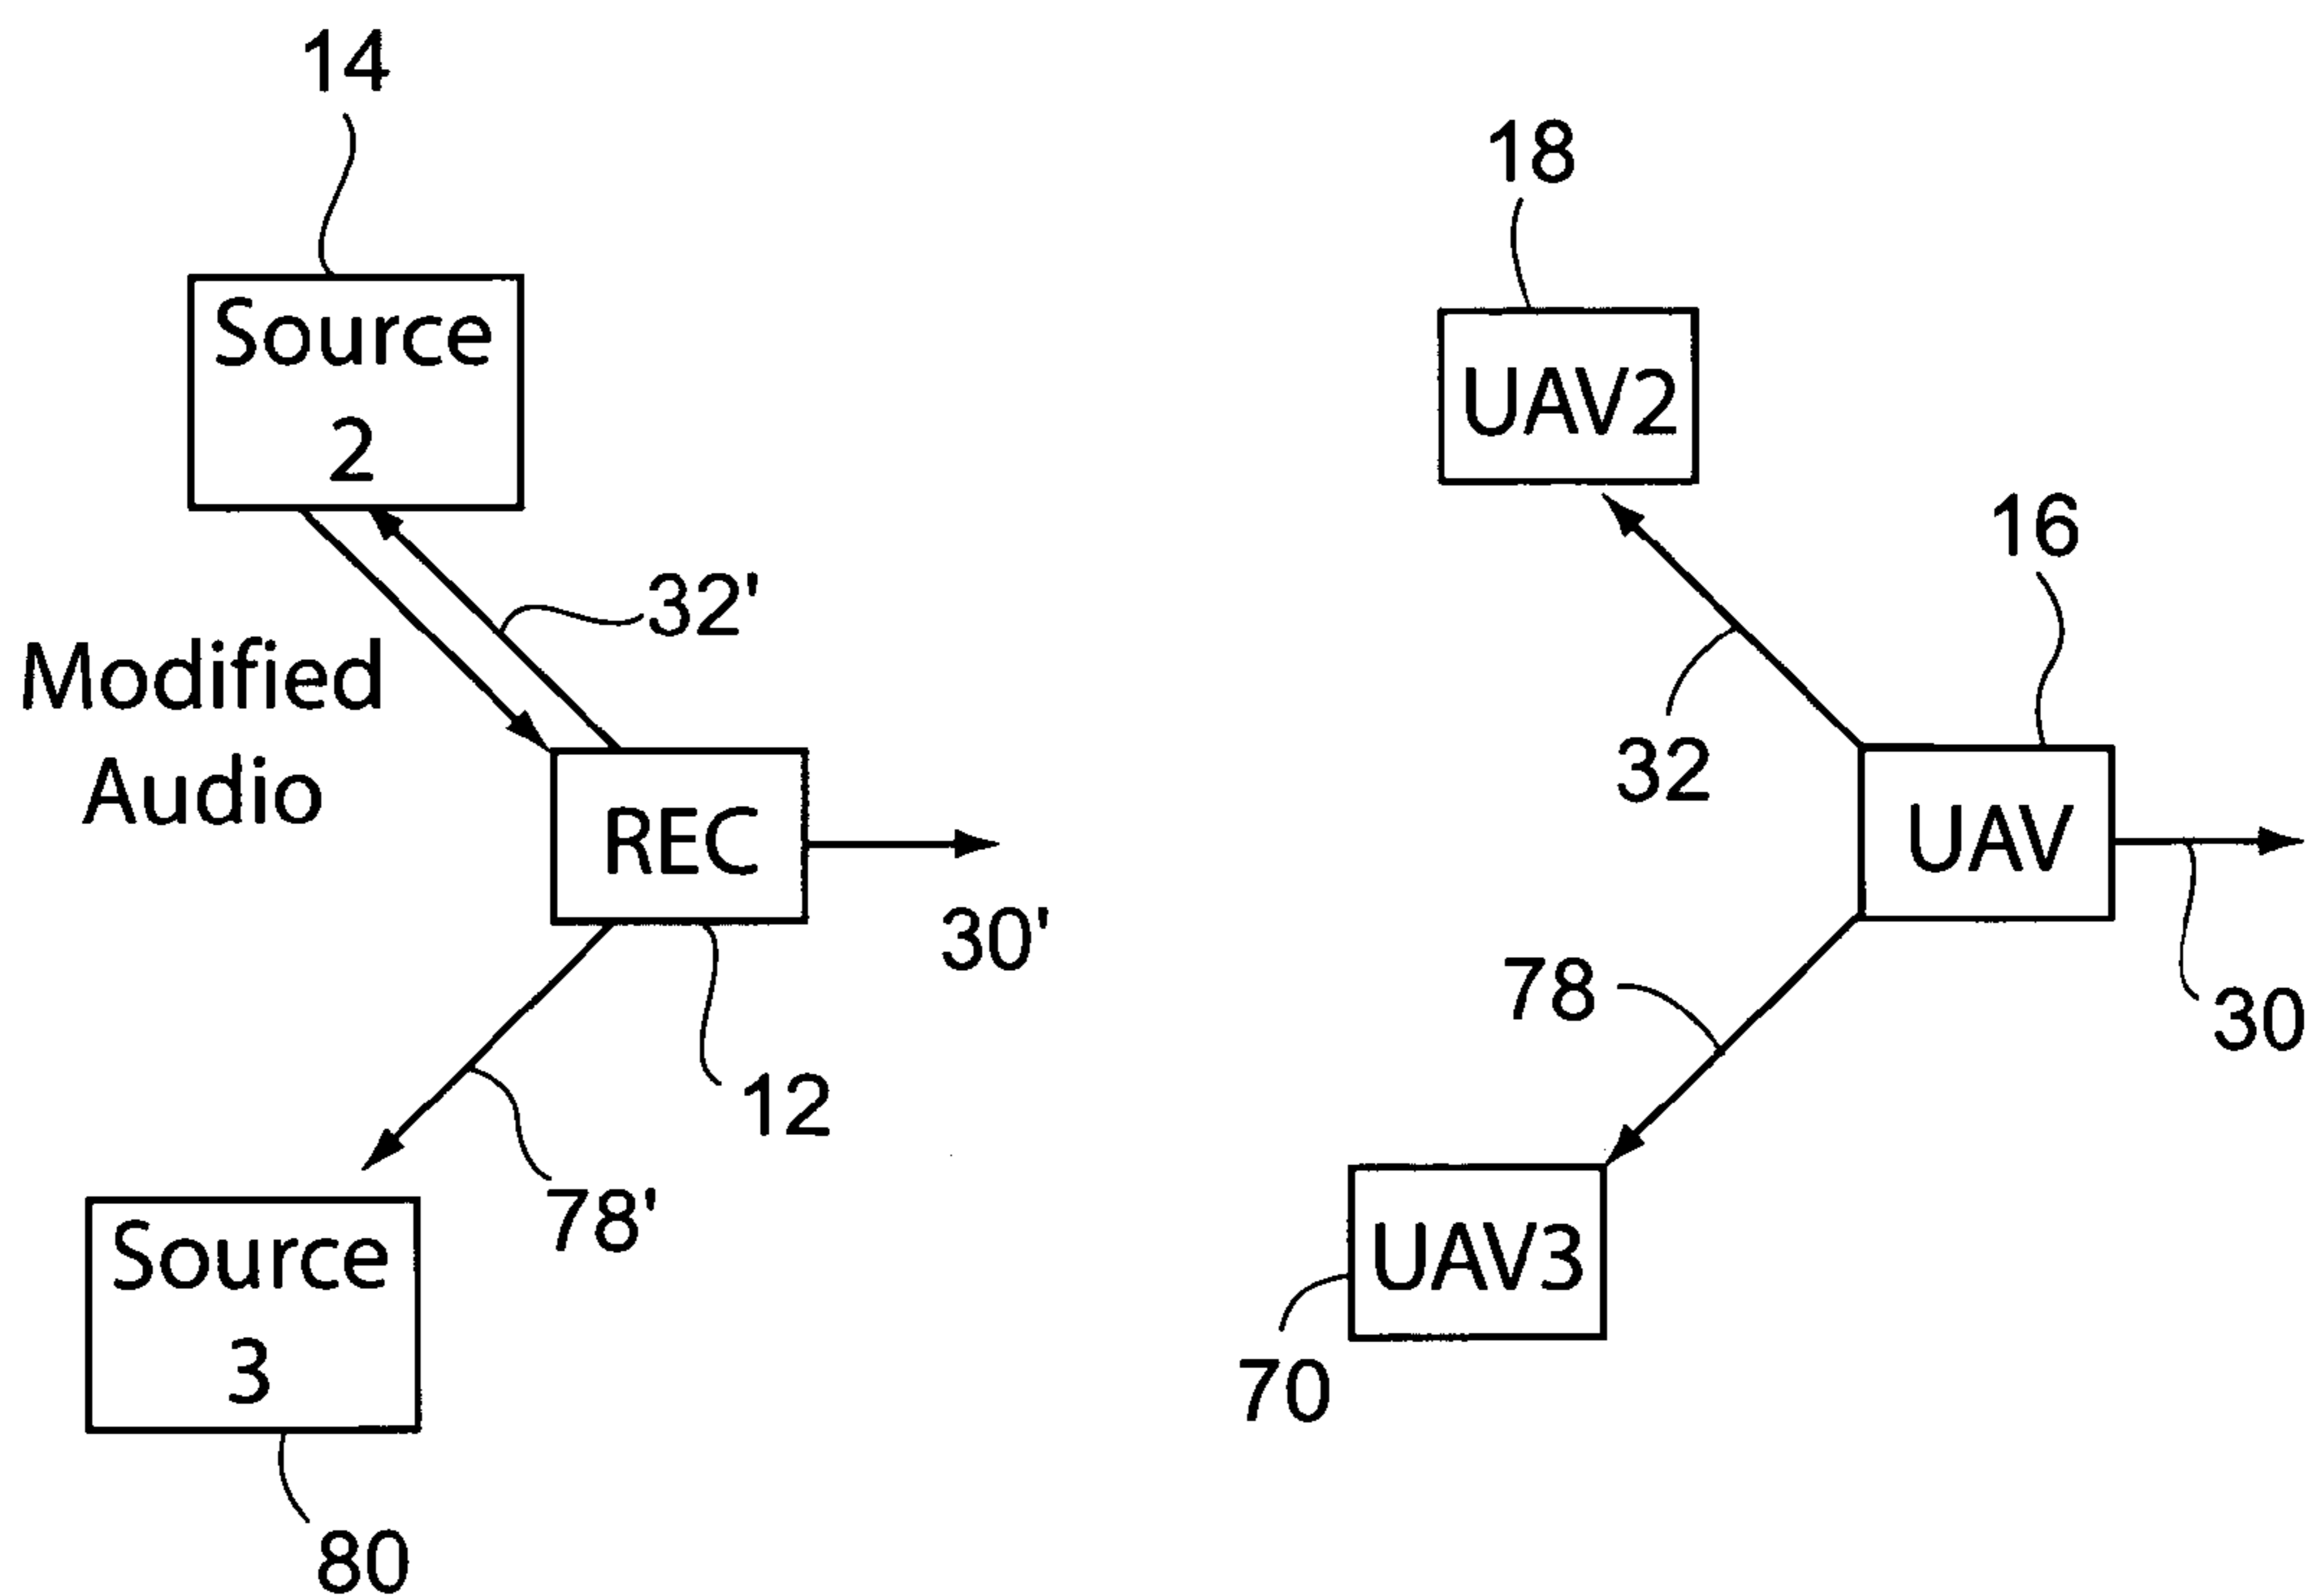 14
Source
2
32'
Modified
Audio
REC
30'
12
78'
Source
3
80
18
UAV2
16
32
UAV
78
30
UAV3
70